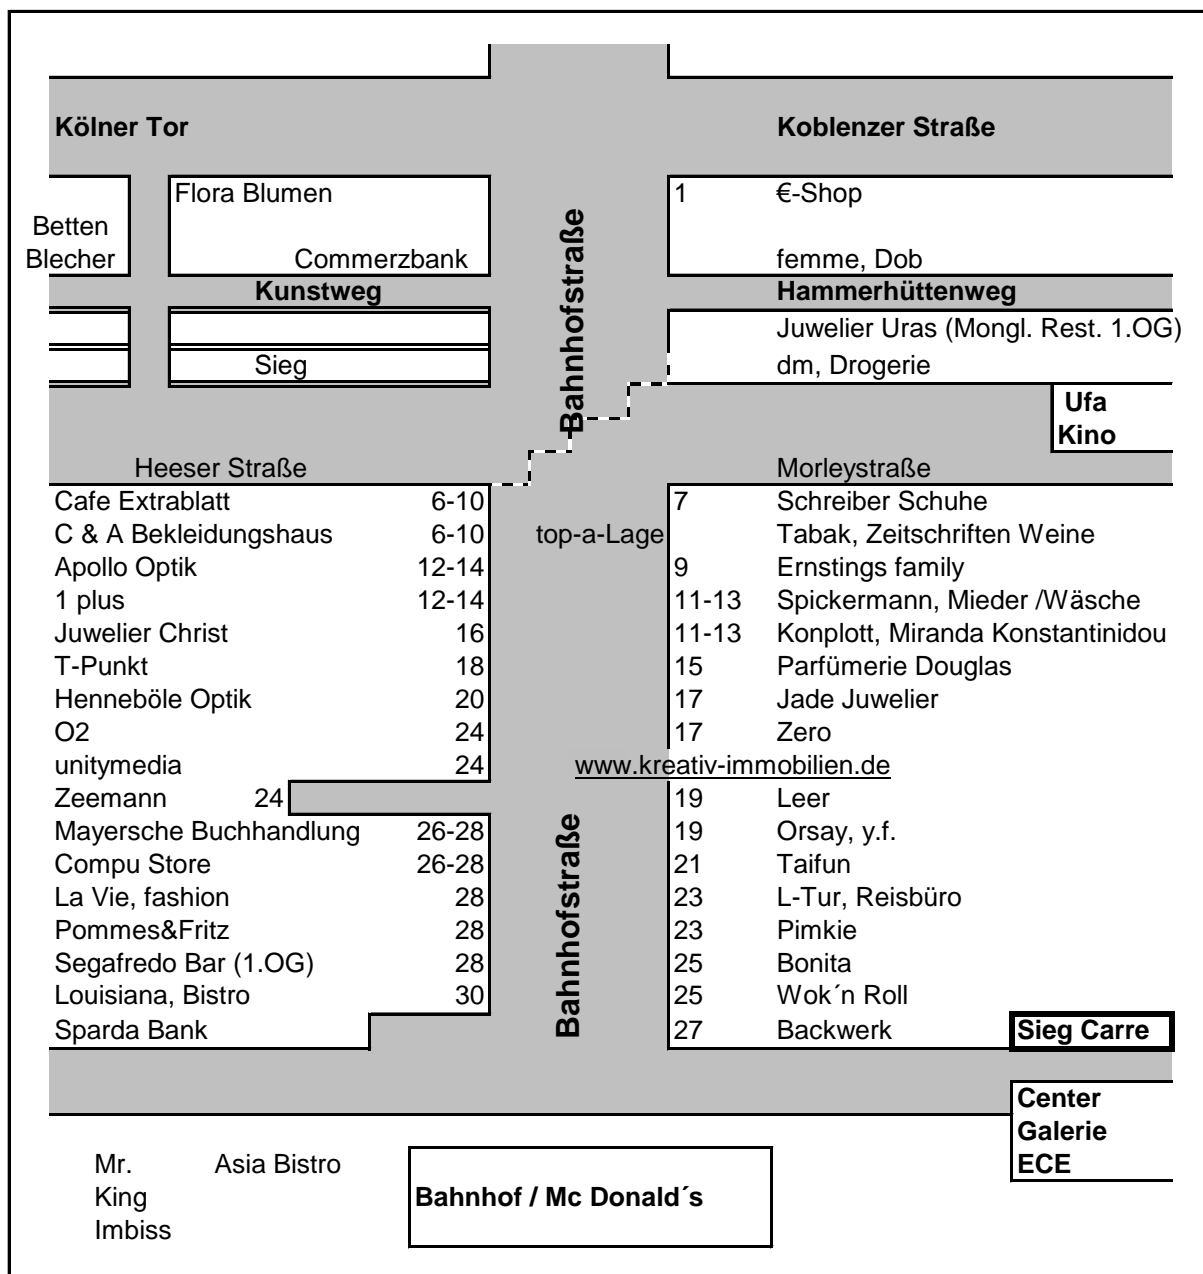 Kölner Tor Koblenzer Straße
Flora Blumen 1 €-Shop
Betten
Blecher Commerzbank femme, Dob
Kunstweg Hammerhüttenweg
Bahnhofstraße
Juwelier Uras (Mongl. Rest. 1.OG)
Sieg dm, Drogerie
Ufa
Kino
Heeser Straße Morleystraße
Cafe Extrablatt 6-10 7 Schreiber Schuhe
C & A Bekleidungshaus 6-10 top-a-Lage Tabak, Zeitschriften Weine
Apollo Optik 12-14 9 Ernstings family
1 plus 12-14 11-13 Spickermann, Mieder /Wäsche
Juwelier Christ 16 11-13 Konplott, Miranda Konstantinidou
T-Punkt 18 15 Parfümerie Douglas
Henneböle Optik 20 17 Jade Juwelier
O2 24 17 Zero
unitymedia 24 www.kreativ-immobilien.de
Zeemann 24 19 Leer
Mayersche Buchhandlung 26-28 19 Orsay, y.f.
Compu Store 26-28 21 Taifun
La Vie, fashion 28 23 L-Tur, Reisbüro
Pommes&Fritz 28 23 Pimkie
Bahnhofstraße
Segafredo Bar (1.OG) 28 25 Bonita
Louisiana, Bistro 30 25 Wok´n Roll
Sparda Bank 27 Backwerk Sieg Carre
Center
Galerie
ECE
Mr. Asia Bistro
King Bahnhof / Mc Donald´s
Imbiss